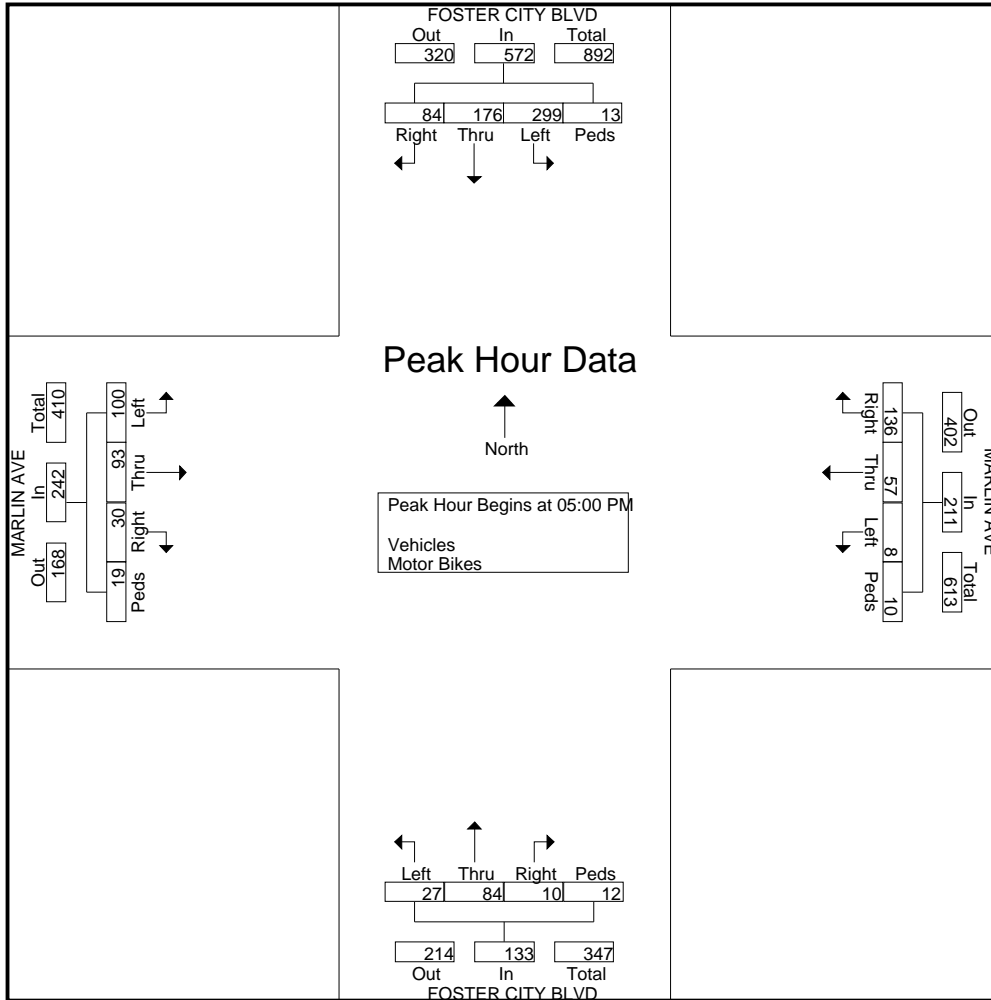 FOSTER CITY BLVD
Out In Total
320 572 892
84 176 299 13
Right Thru Left Peds
Peak Hour Data
North
Peak Hour Begins at 05:00 PM
Vehicles
Motor Bikes
MARLIN AVE
Out In Total
168 242 410
Left Thru Right Peds
100 93 30 19
MARLIN AVE
Out In Total
402 211 613
136 57 8 10
Right Thru Left Peds
Left Thru Right Peds
27 84 10 12
214 133 347
Out In Total
FOSTER CITY BLVD